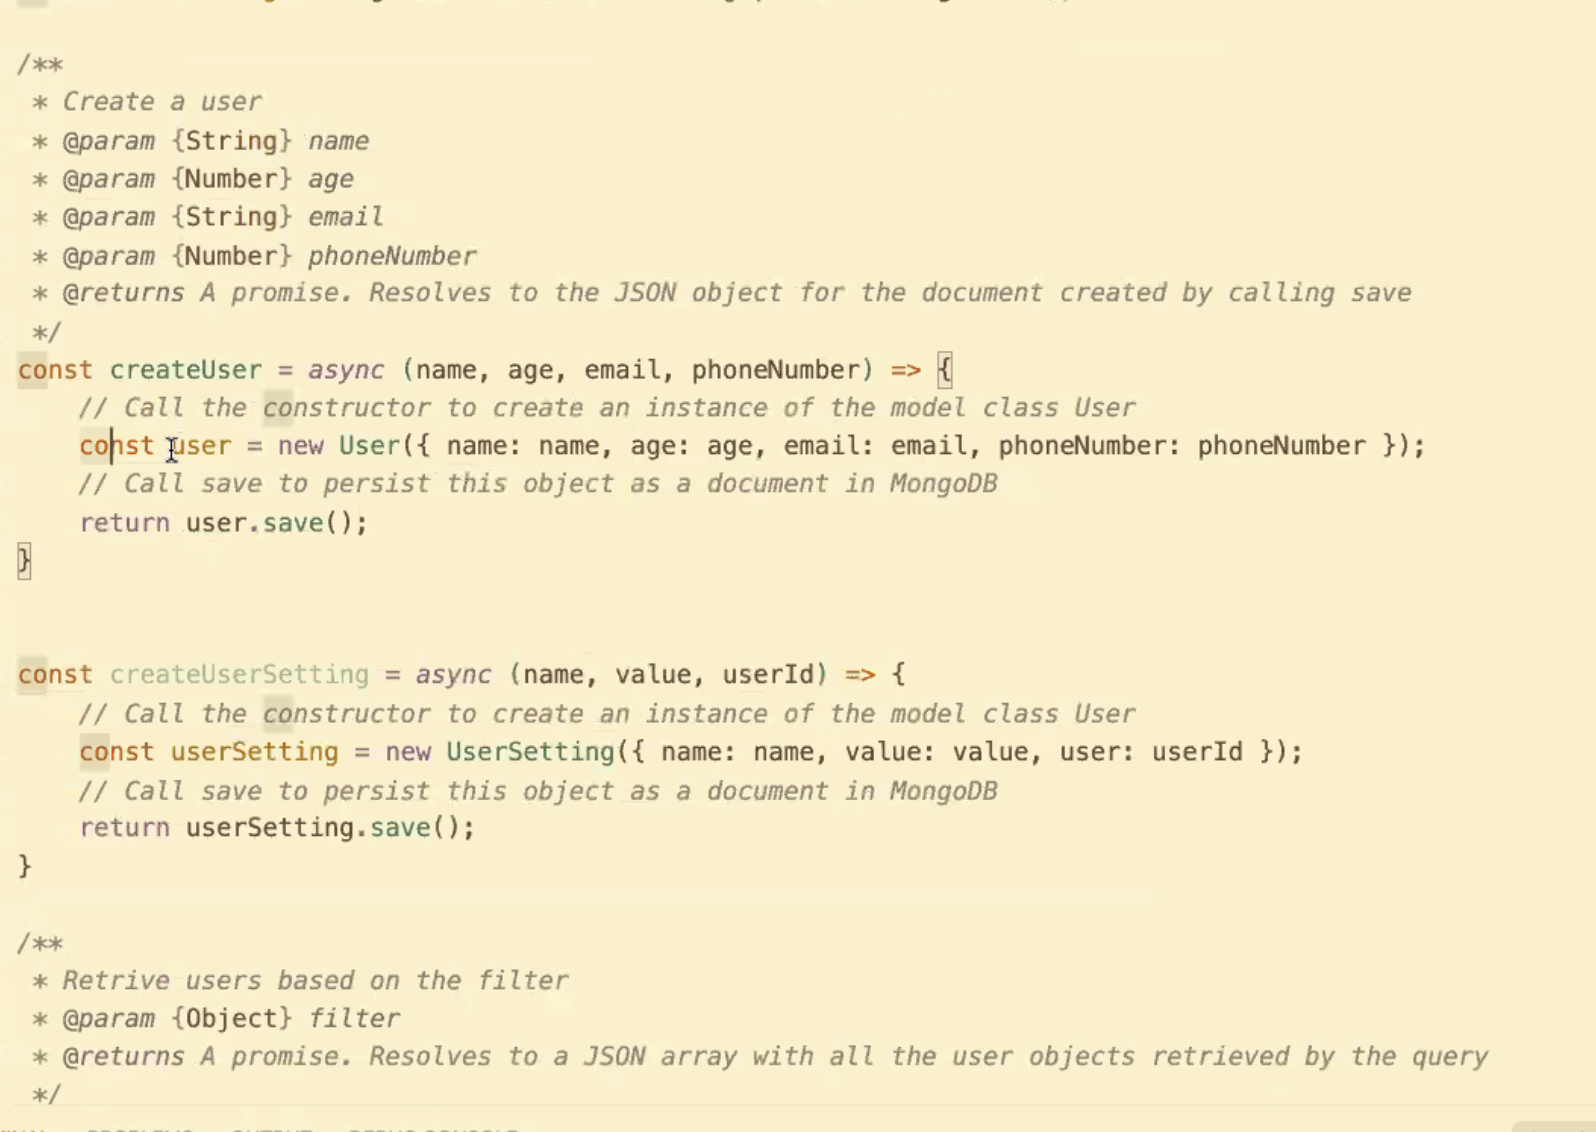 /**
 * Create a user
 * @param {String} name
 * @param {Number} age
 * @param {String} email
 * @param {Number} phoneNumber
 * @returns A promise. Resolves to the JSON object for the document created by calling save
 */
const createUser = async (name, age, email, phoneNumber) => {
    // Call the constructor to create an instance of the model class User
    const user = new User({ name: name, age: age, email: email, phoneNumber: phoneNumber });
    // Call save to persist this object as a document in MongoDB
    return user.save();
}
const createUserSetting = async (name, value, userId) => {
    // Call the constructor to create an instance of the model class User
    const userSetting = new UserSetting({ name: name, value: value, user: userId });
    // Call save to persist this object as a document in MongoDB
    return userSetting.save();
}
/**
 * Retrive users based on the filter
 * @param {Object} filter
 * @returns A promise. Resolves to a JSON array with all the user objects retrieved by the query
 */